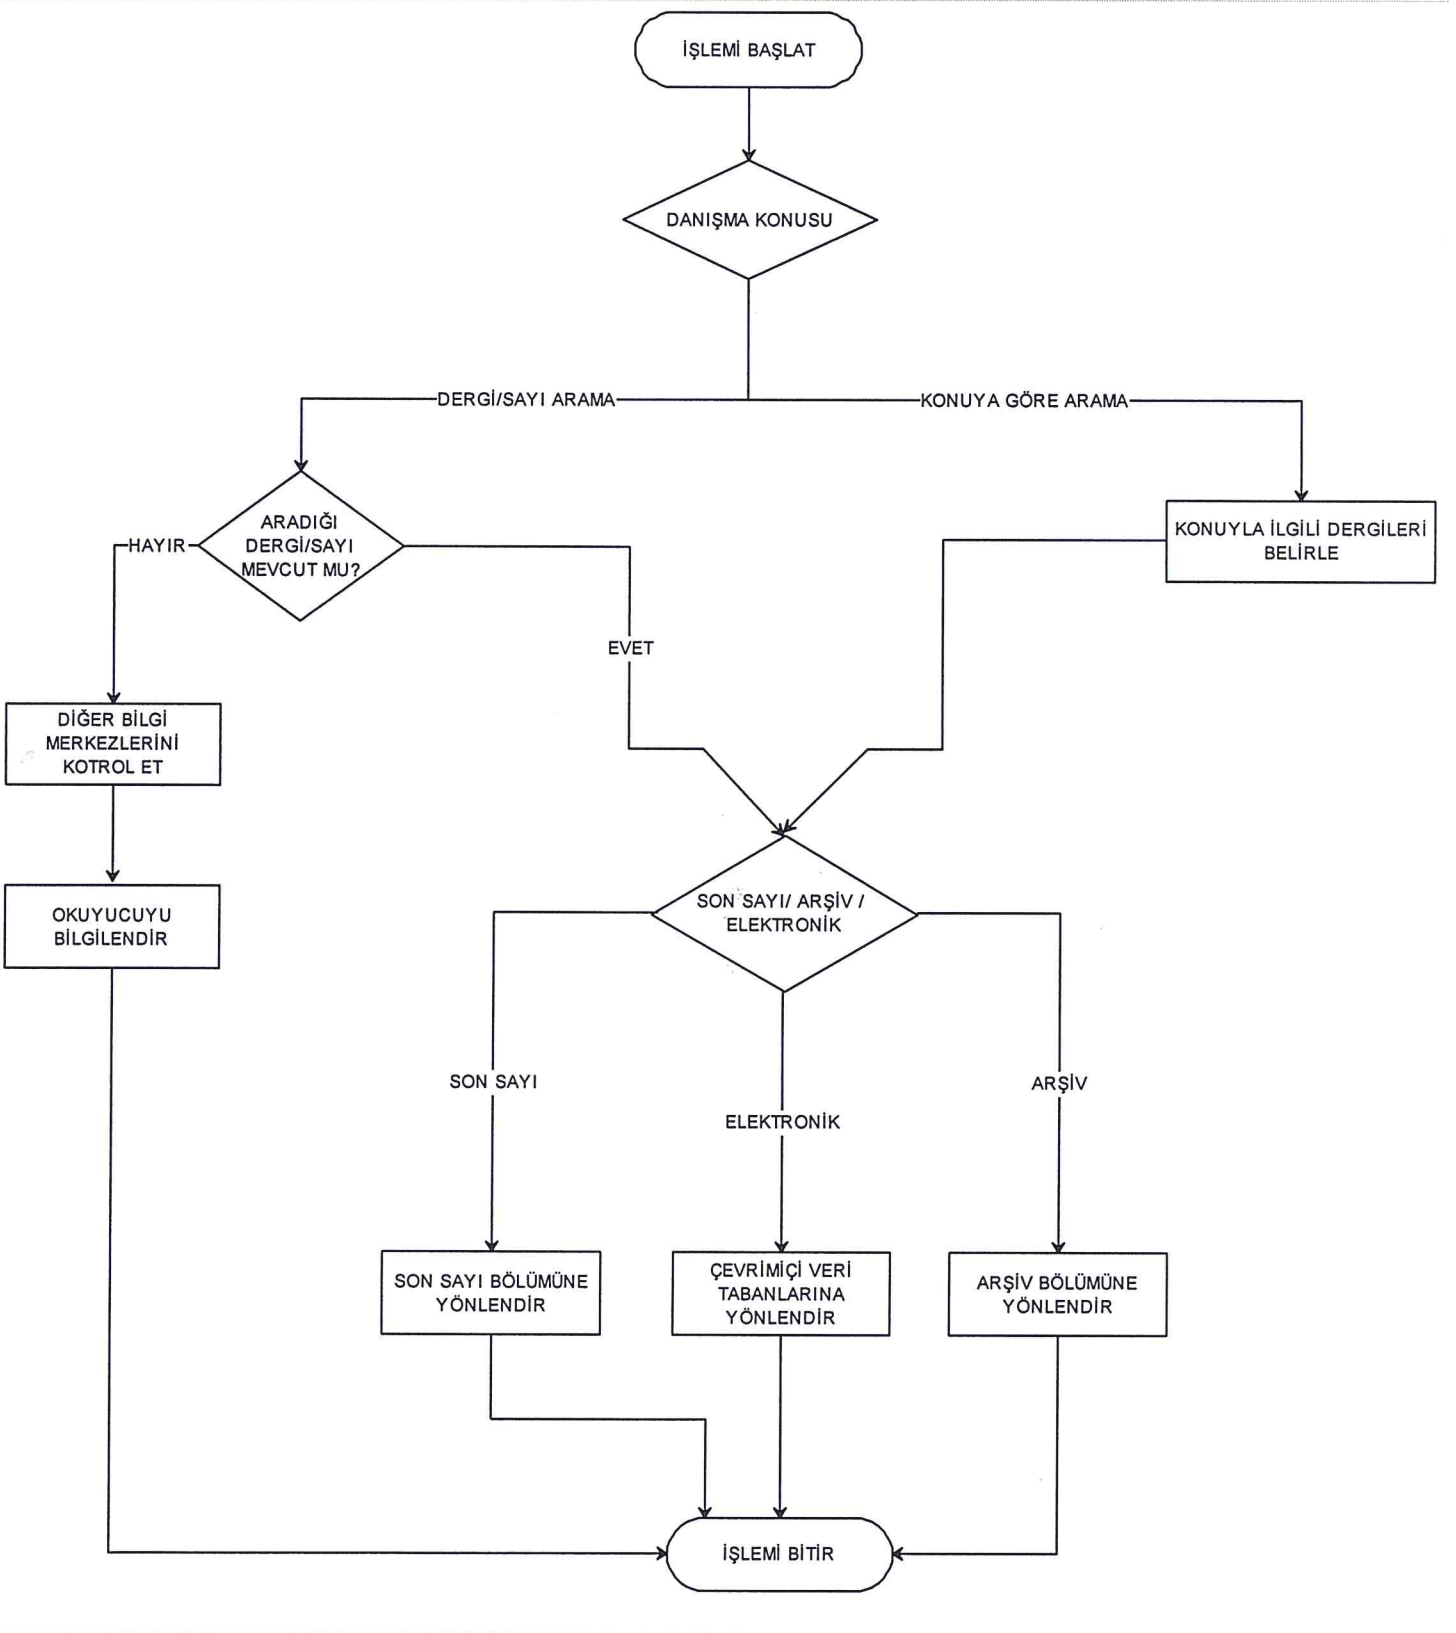 İŞLEMİ BAŞLAT
DANIŞMA KONUSU
DERGİ/SAYI ARAMA
KONUYA GÖRE ARAMA
ARADIĞI
DERGİ/SAYI
MEVCUT MU?
HAYIR
KONUYLA İLGİLİ DERGİLERİ
BELİRLE
EVET
DİĞER BİLGİ
MERKEZLERİNİ
KOTROL ET
OKUYUCUYU
BİLGİLENDİR
SON SAYI/ ARŞİV /
ELEKTRONİK
SON SAYI
ELEKTRONİK
ARŞİV
SON SAYI BÖLÜMÜNE
YÖNLENDİR
ÇEVRİMİÇİ VERİ
TABANLARINA
YÖNLENDİR
ARŞİV BÖLÜMÜNE
YÖNLENDİR
İŞLEMİ BİTİR